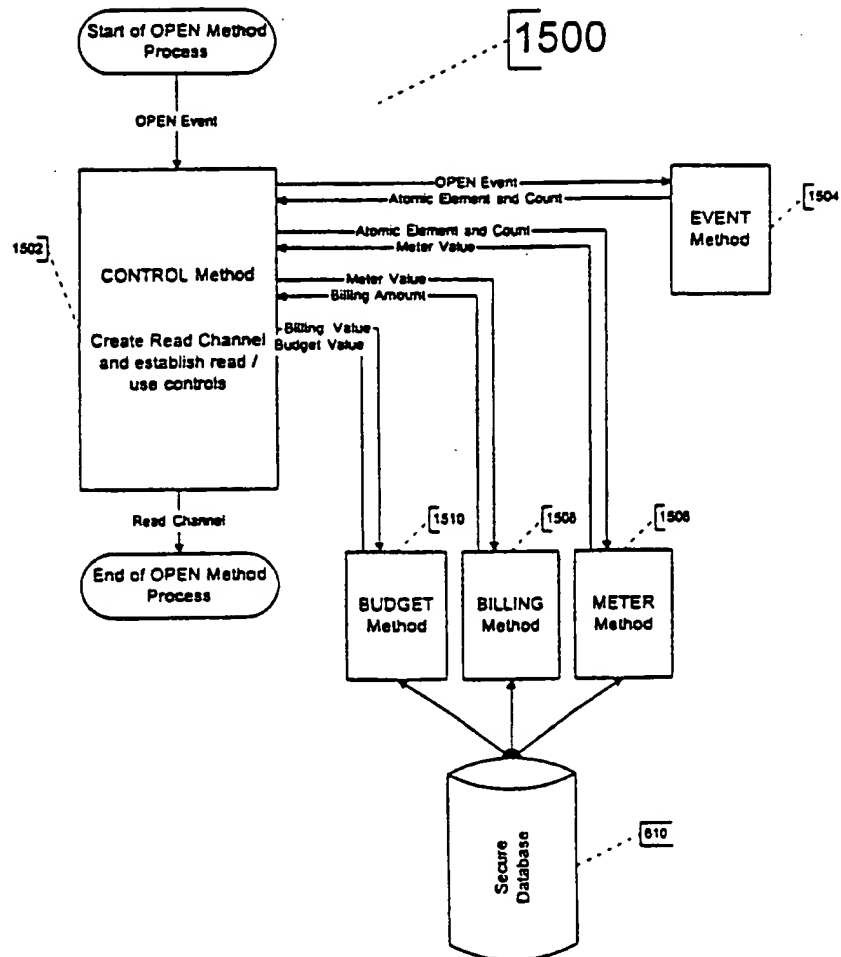 Start of OPEN Method
Process
1500
OPEN Event
OPEN Event
Atomic Element and Count
EVENT
Method
1504
Atomic Element and Count
Meter Value
1502
CONTROL Method
Meter Value
Billing Amount
Create Read Channel
and establish read /
use controls
Billing Value
Budget Value
Read Channel
1510
1508
1506
End of OPEN Method
Process
BUDGET
Method
BILLING
Method
METER
Method
Secure
Database
610